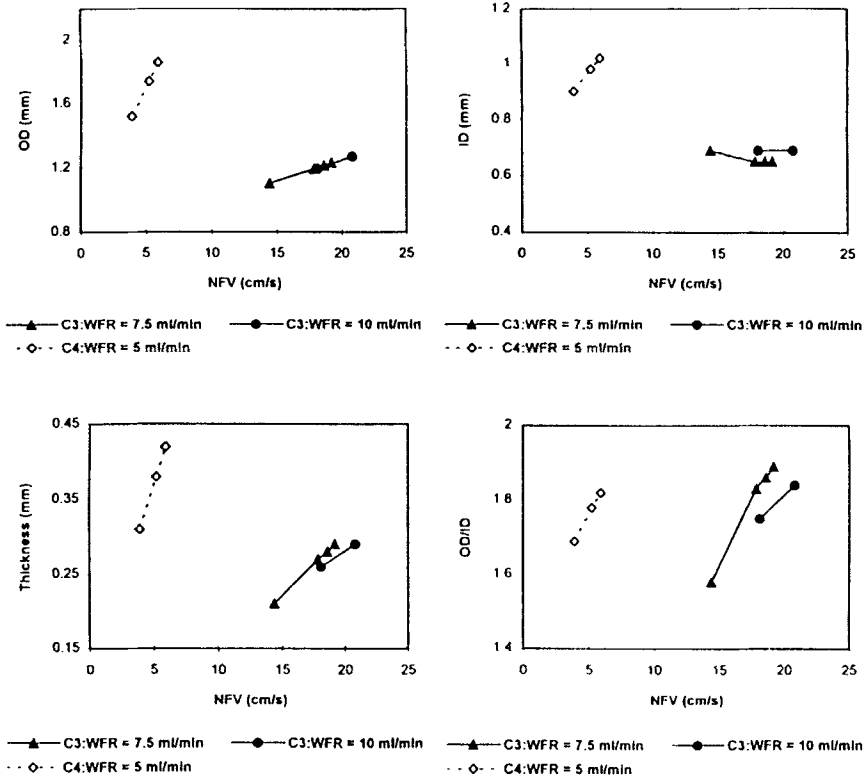 2
1.6
1.2
0.8
OD (mm)
0 5 10 15 20 25
NFV (cm/s)
1.2
1
0.8
0.6
0.4
ID (mm)
0 5 10 15 20 25
NFV (cm/s)
C3:WFR = 7.5 ml/min C3:WFR = 10 ml/min
C4:WFR = 5 ml/min
C3:WFR = 7.5 ml/min C3:WFR = 10 ml/min
C4:WFR = 5 ml/min
0.45
0.35
0.25
0.15
Thickness (mm)
0 5 10 15 20 25
NFV (cm/s)
2
1.8
1.6
1.4
OD/ID
0 5 10 15 20 25
NFV (cm/s)
C3:WFR = 7.5 ml/min C3:WFR = 10 ml/min
C4:WFR = 5 ml/min
C3:WFR = 7.5 ml/min C3:WFR = 10 ml/min
C4:WFR = 5 ml/min